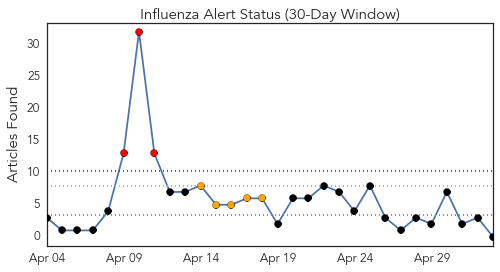 Influenza Alert Status (30-Day Window)
Articles Found
30
25
20
15
10
5
0
Apr 04 Apr 09 Apr 14 Apr 19 Apr 24 Apr 29